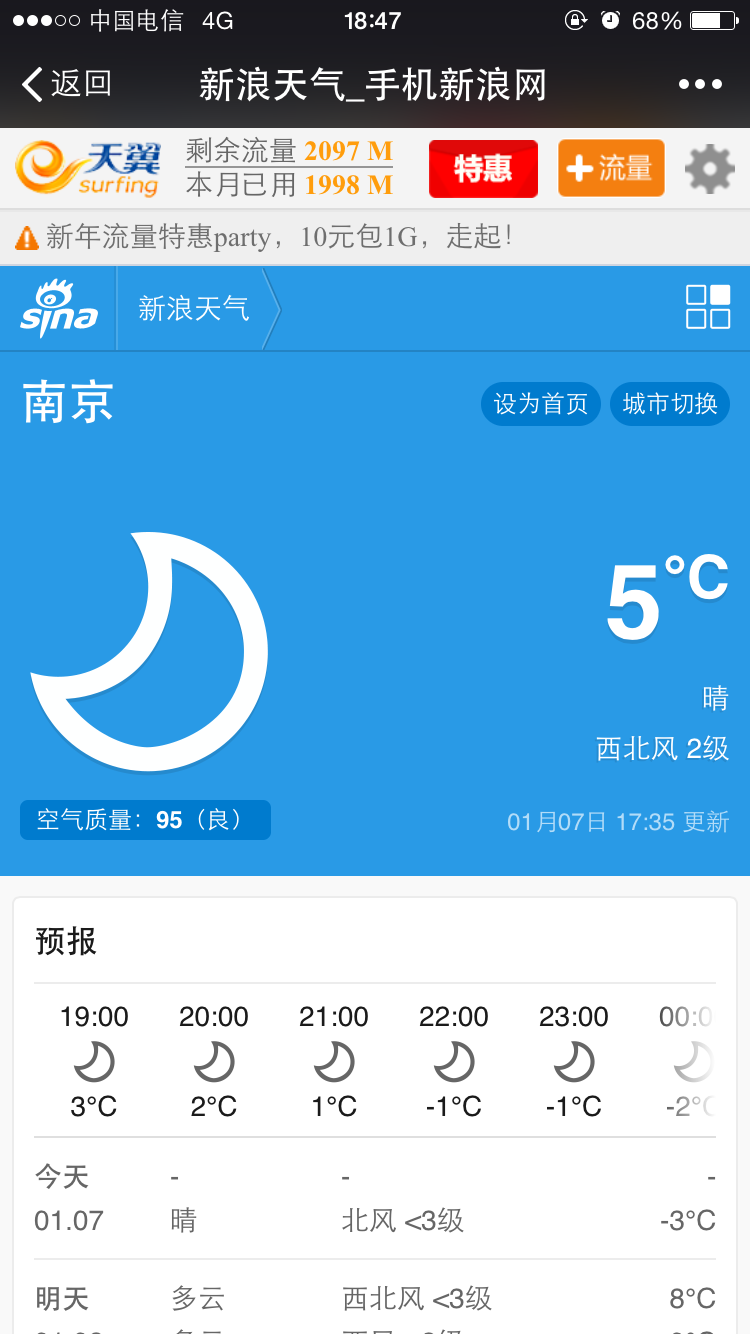 中国电信 4G 18:47 68%
返回 新浪天气_手机新浪网
天翼 surfing
剩余流量 2097 M
本月已用 1998 M
特惠
流量
新年流量特惠party，10元包1G，走起！
sina 新浪天气
南京 设为首页 城市切换
5°C
晴
西北风 2级
空气质量：95（良） 01月07日 17:35 更新
预报
19:00 20:00 21:00 22:00 23:00 00:0
3°C 2°C 1°C -1°C -1°C -2°C
今天 - - -
01.07 晴 北风 <3级 -3°C
明天 多云 西北风 <3级 8°C